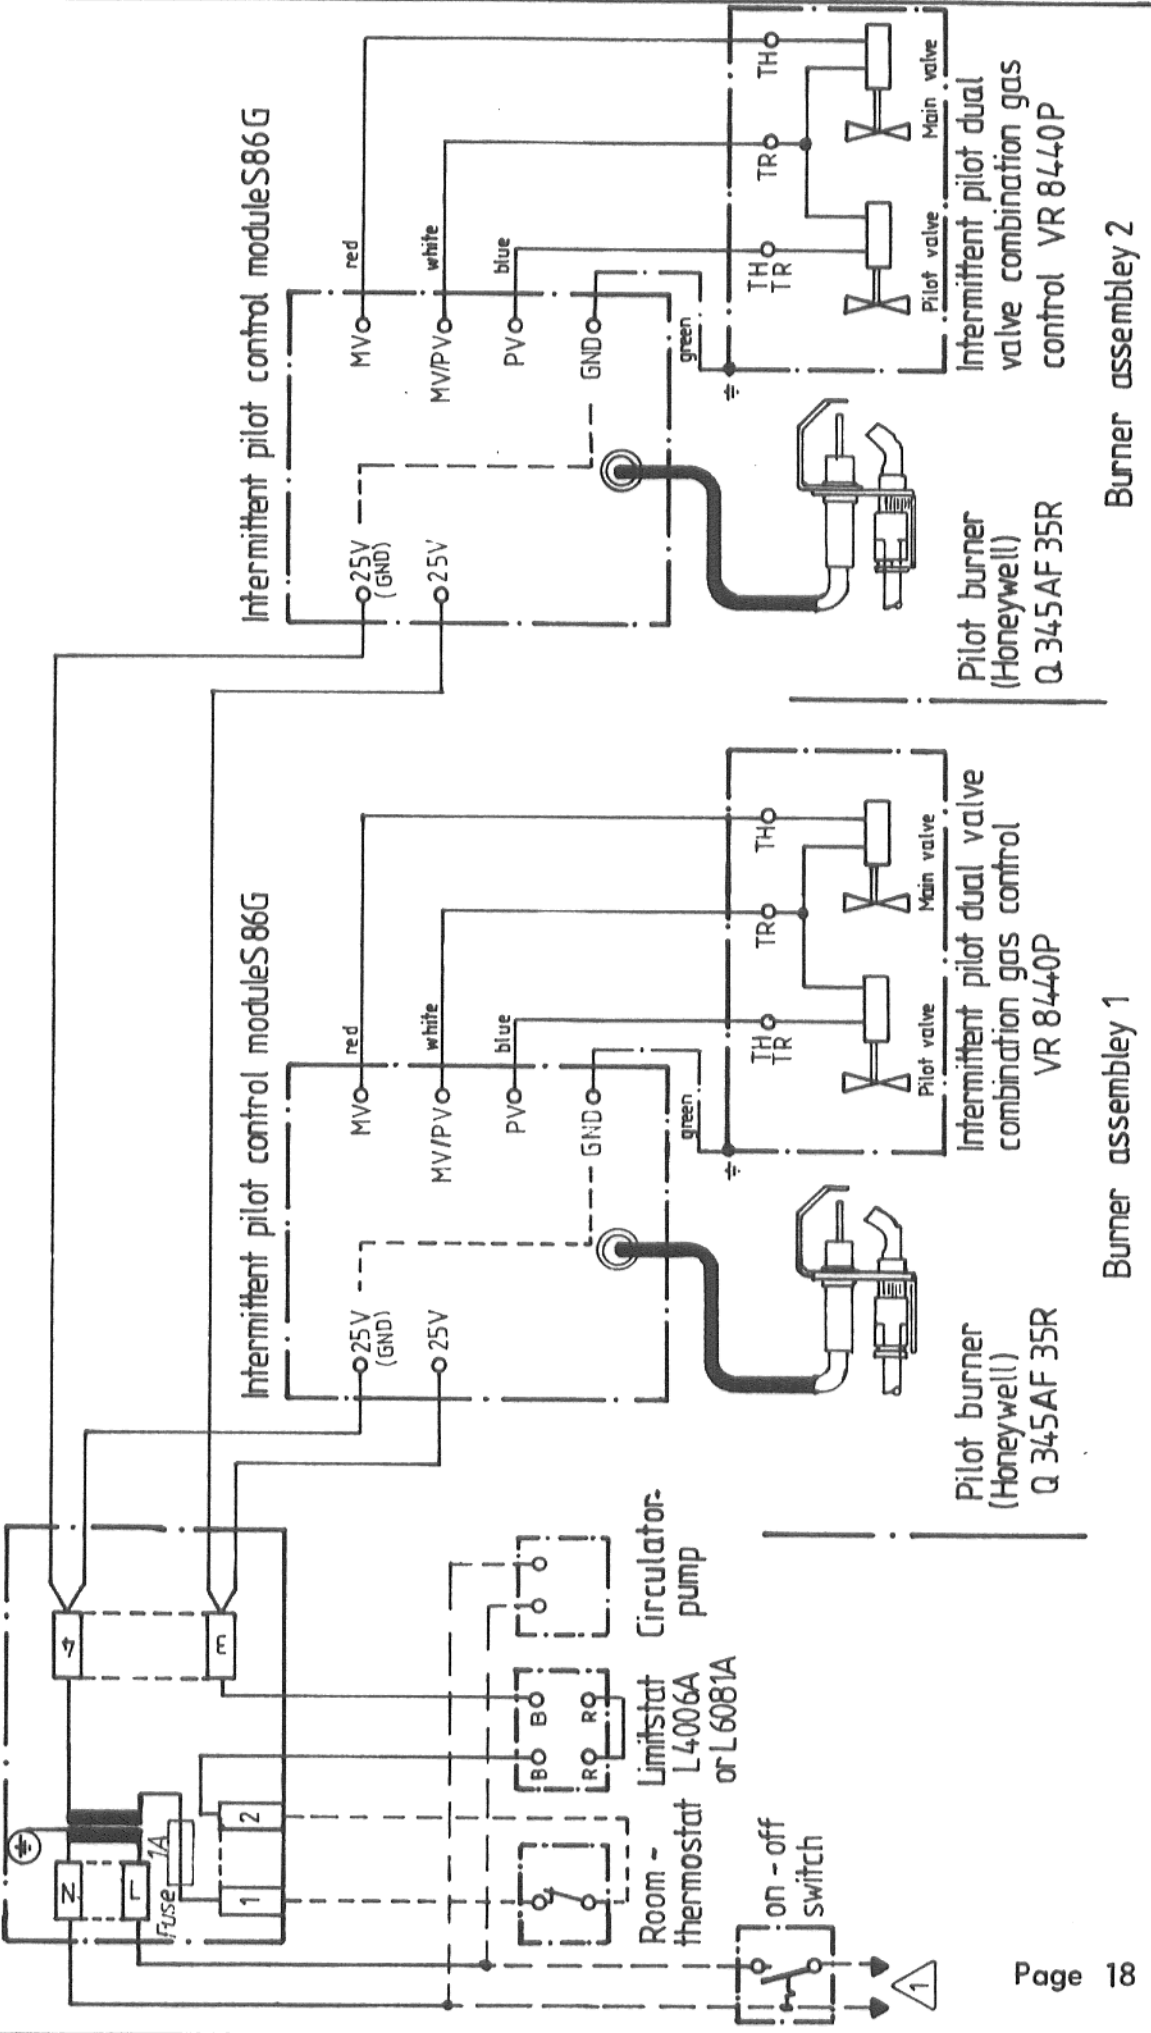 N
L
Fuse
1A
1
2
4
3
Room-
thermostat
on-off
switch
1
B
B
R
R
Limitstat
L4006A
or L6081A
Circulator-
pump
Intermittent pilot control module S86G
25V
(GND)
25V
MV
MV/PV
PV
GND
red
white
blue
green
TH
TR
TH
TR
Pilot valve
Main valve
Intermittent pilot dual valve
combination gas control
VR 8440P
Pilot burner
(Honeywell)
Q 345AF 35R
Burner assembley 1
Intermittent pilot control module S86G
25V
(GND)
25V
MV
MV/PV
PV
GND
red
white
blue
green
TH
TR
TH
TR
Pilot valve
Main valve
Intermittent pilot dual
valve combination gas
control VR 8440P
Pilot burner
(Honeywell)
Q 345AF 35R
Burner assembley 2
Page 18